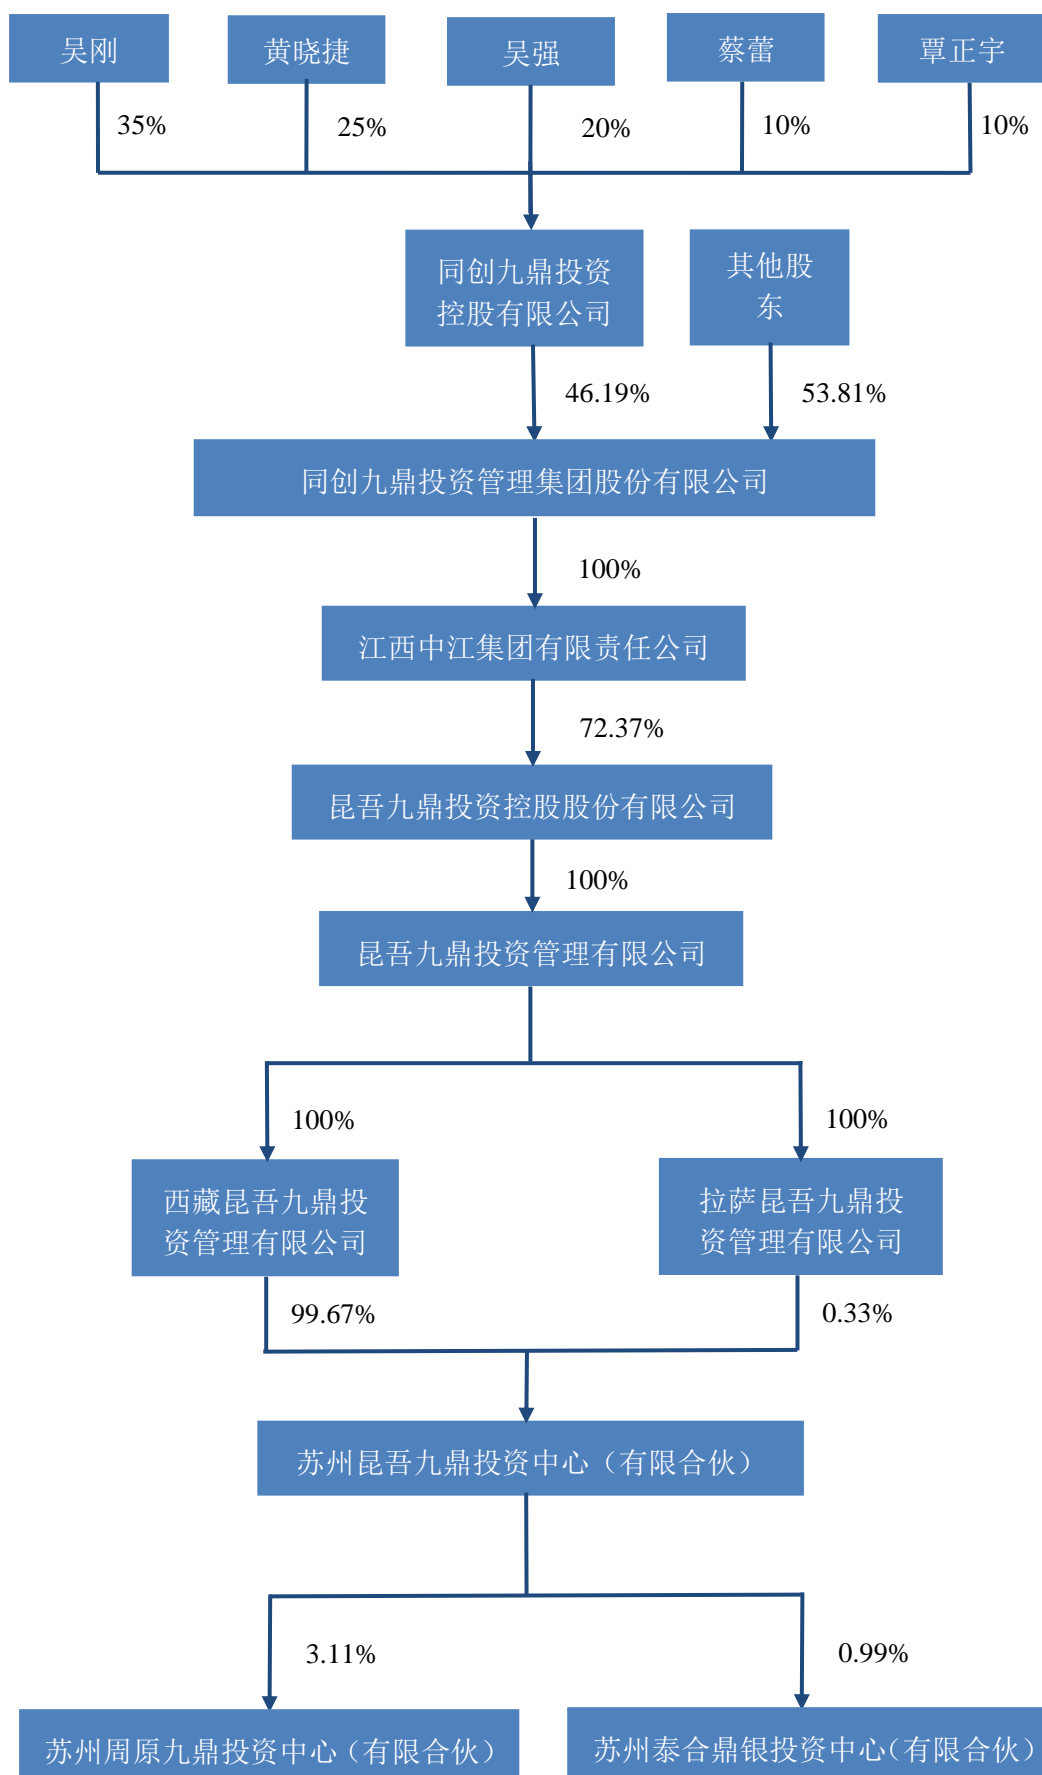 吴刚
黄晓捷
吴强
蔡蕾
覃正宇
35%
25%
20%
10%
10%
同创九鼎投资
控股有限公司
其他股
东
46.19%
53.81%
同创九鼎投资管理集团股份有限公司
100%
江西中江集团有限责任公司
72.37%
昆吾九鼎投资控股股份有限公司
100%
昆吾九鼎投资管理有限公司
100%
100%
西藏昆吾九鼎投
资管理有限公司
拉萨昆吾九鼎投
资管理有限公司
99.67%
0.33%
苏州昆吾九鼎投资中心（有限合伙）
3.11%
0.99%
苏州周原九鼎投资中心（有限合伙）
苏州泰合鼎银投资中心(有限合伙)